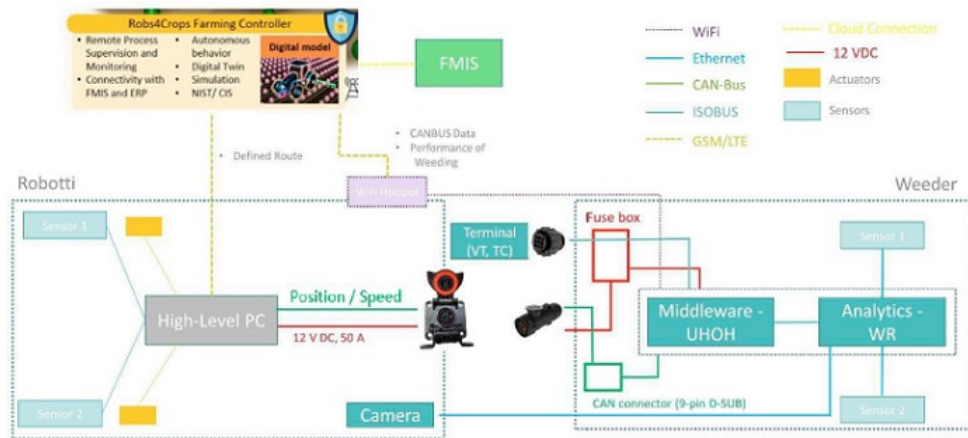 Robs4Crops Farming Controller
• Remote Process
Supervision and
Monitoring
• Connectivity with
FMIS and ERP
• Autonomous
behavior
• Digital Twin
• Simulation
• NIST/ CIS
Digital model
FMIS
WiFi
Ethernet
CAN-Bus
ISOBUS
GSM/LTE
Cloud Connection
12 VDC
Actuators
Sensors
• Defined Route
• CANBUS Data
• Performance of
Weeding
Robotti
WiFi Hotspot
Weeder
Sensor 1
Terminal
(VT, TC)
Fuse box
Sensor 1
High-Level PC
Position / Speed
12 V DC, 50 A
Middleware -
UHOH
Analytics -
WR
Sensor 2
Camera
CAN connector (9-pin D-SUB)
Sensor 2